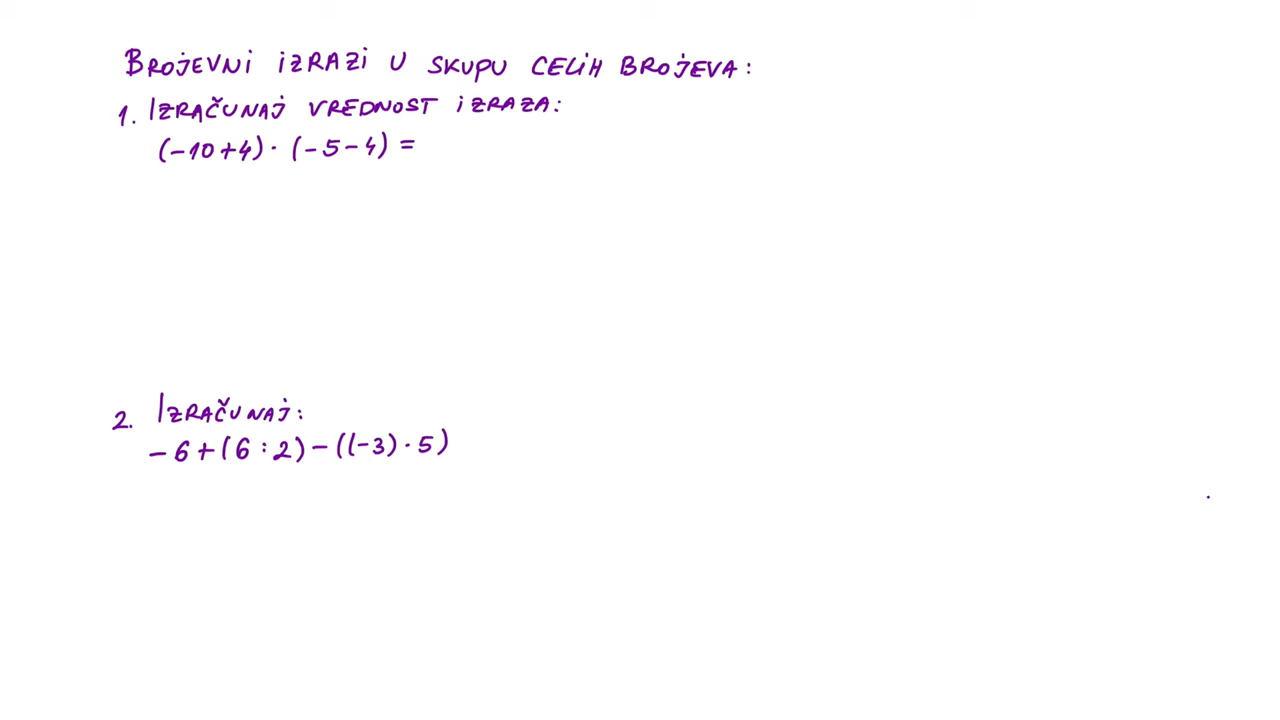 BROJEVNI IZRAZI U SKUPU CELIH BROJEVA:
1. IZRAČUNAJ VREDNOST IZRAZA:
(-10+4)·(-5-4)=
2. IZRAČUNAJ:
-6+(6:2)-((-3)·5)